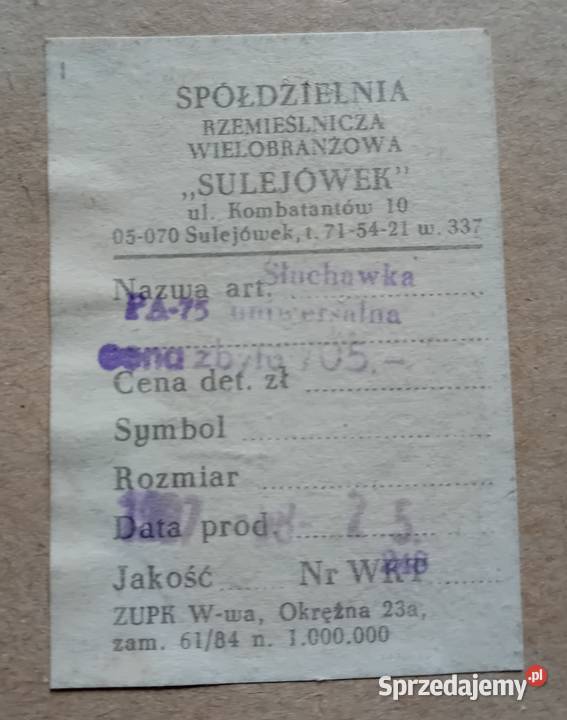 SPÓŁDZIELNIA
RZEMIEŚLNICZA
WIELOBRANŻOWA
„SULEJÓWEK”
ul. Kombatantów 10
05-070 Sulejówek, t. 71-54-21 w. 337
Nazwa art. Słuchawka
PA-75 uniwersalna
Cena zbytu 705,-
Cena det. zł
Symbol
Rozmiar
Data prod.
Jakość Nr WKP
ZUPK W-wa, Okrężna 23a,
zam. 61/84 n. 1.000.000
Sprzedajemy.pl